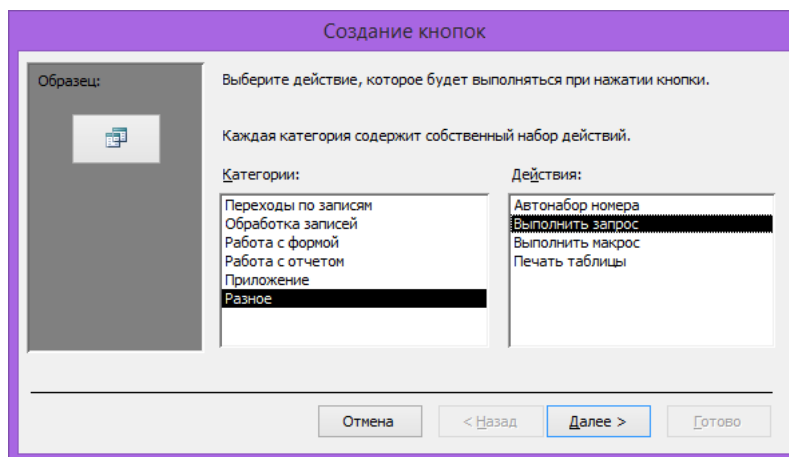 Создание кнопок
Образец:
Выберите действие, которое будет выполняться при нажатии кнопки.
Каждая категория содержит собственный набор действий.
Категории:
Переходы по записям
Обработка записей
Работа с формой
Работа с отчетом
Приложение
Разное
Действия:
Автонабор номера
Выполнить запрос
Выполнить макрос
Печать таблицы
Отмена
< Назад
Далее >
Готово